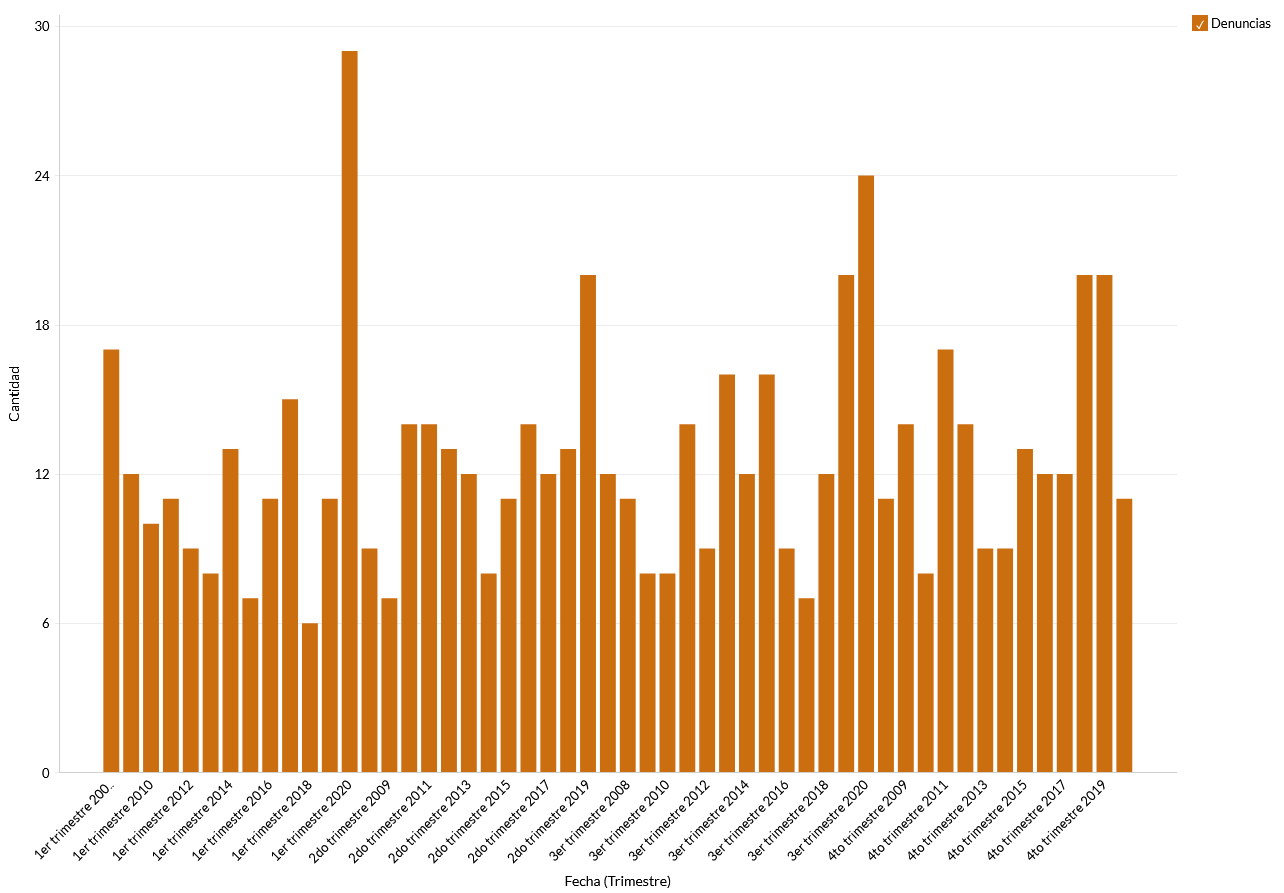 Denuncias
30
24
18
12
6
0
Cantidad
1er trimestre 200..
1er trimestre 2010
1er trimestre 2012
1er trimestre 2014
1er trimestre 2016
1er trimestre 2018
1er trimestre 2020
2do trimestre 2009
2do trimestre 2011
2do trimestre 2013
2do trimestre 2015
2do trimestre 2017
2do trimestre 2019
3er trimestre 2008
3er trimestre 2010
3er trimestre 2012
3er trimestre 2014
3er trimestre 2016
3er trimestre 2018
3er trimestre 2020
4to trimestre 2009
4to trimestre 2011
4to trimestre 2013
4to trimestre 2015
4to trimestre 2017
4to trimestre 2019
Fecha (Trimestre)